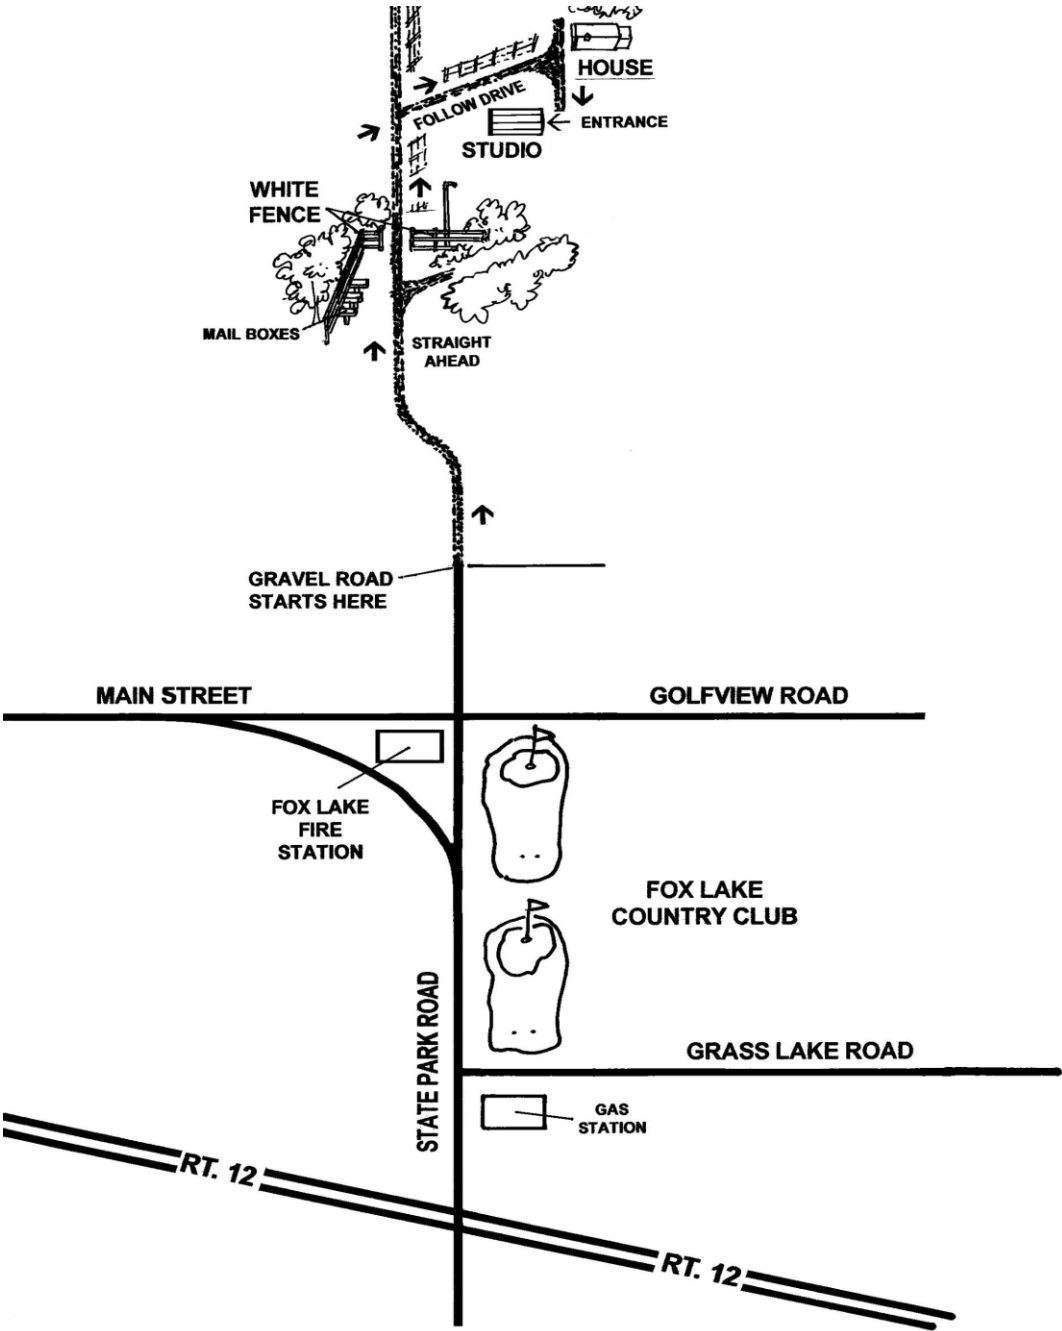 HOUSE
FOLLOW DRIVE
ENTRANCE
STUDIO
WHITE
FENCE
MAIL BOXES
STRAIGHT
AHEAD
GRAVEL ROAD
STARTS HERE
MAIN STREET
GOLFVIEW ROAD
FOX LAKE
FIRE
STATION
FOX LAKE
COUNTRY CLUB
STATE PARK ROAD
GRASS LAKE ROAD
GAS
STATION
RT. 12
RT. 12